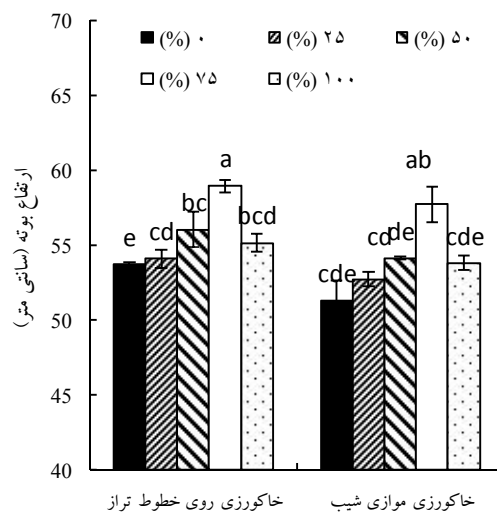 70
65
60
55
50
45
40
ارتفاع بوته (سانتی متر)
(%) ۰
(%) ۲۵
(%) ۵۰
(%) ۷۵
(%) ۱۰۰
e
cd
bc
a
bcd
cde
cd
de
ab
cde
خاکورزی روی خطوط تراز
خاکورزی موازی شیب